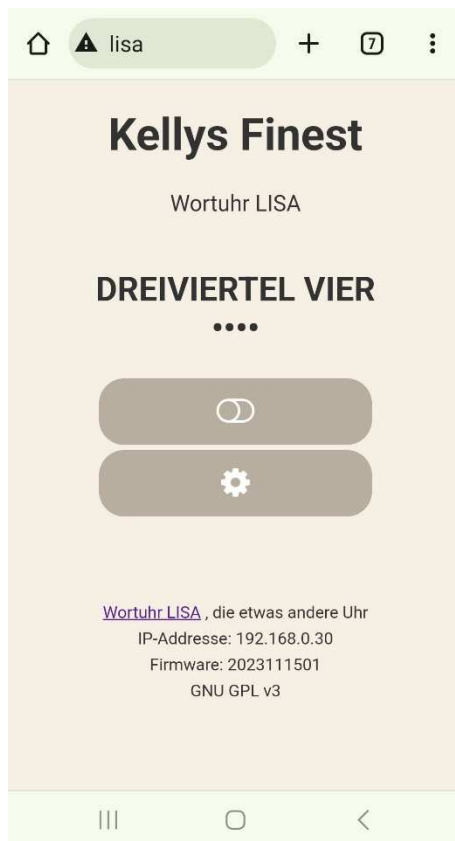 lisa
7
Kellys Finest
Wortuhr LISA
DREIVIERTEL VIER
••••
Wortuhr LISA , die etwas andere Uhr
IP-Addresse: 192.168.0.30
Firmware: 2023111501
GNU GPL v3